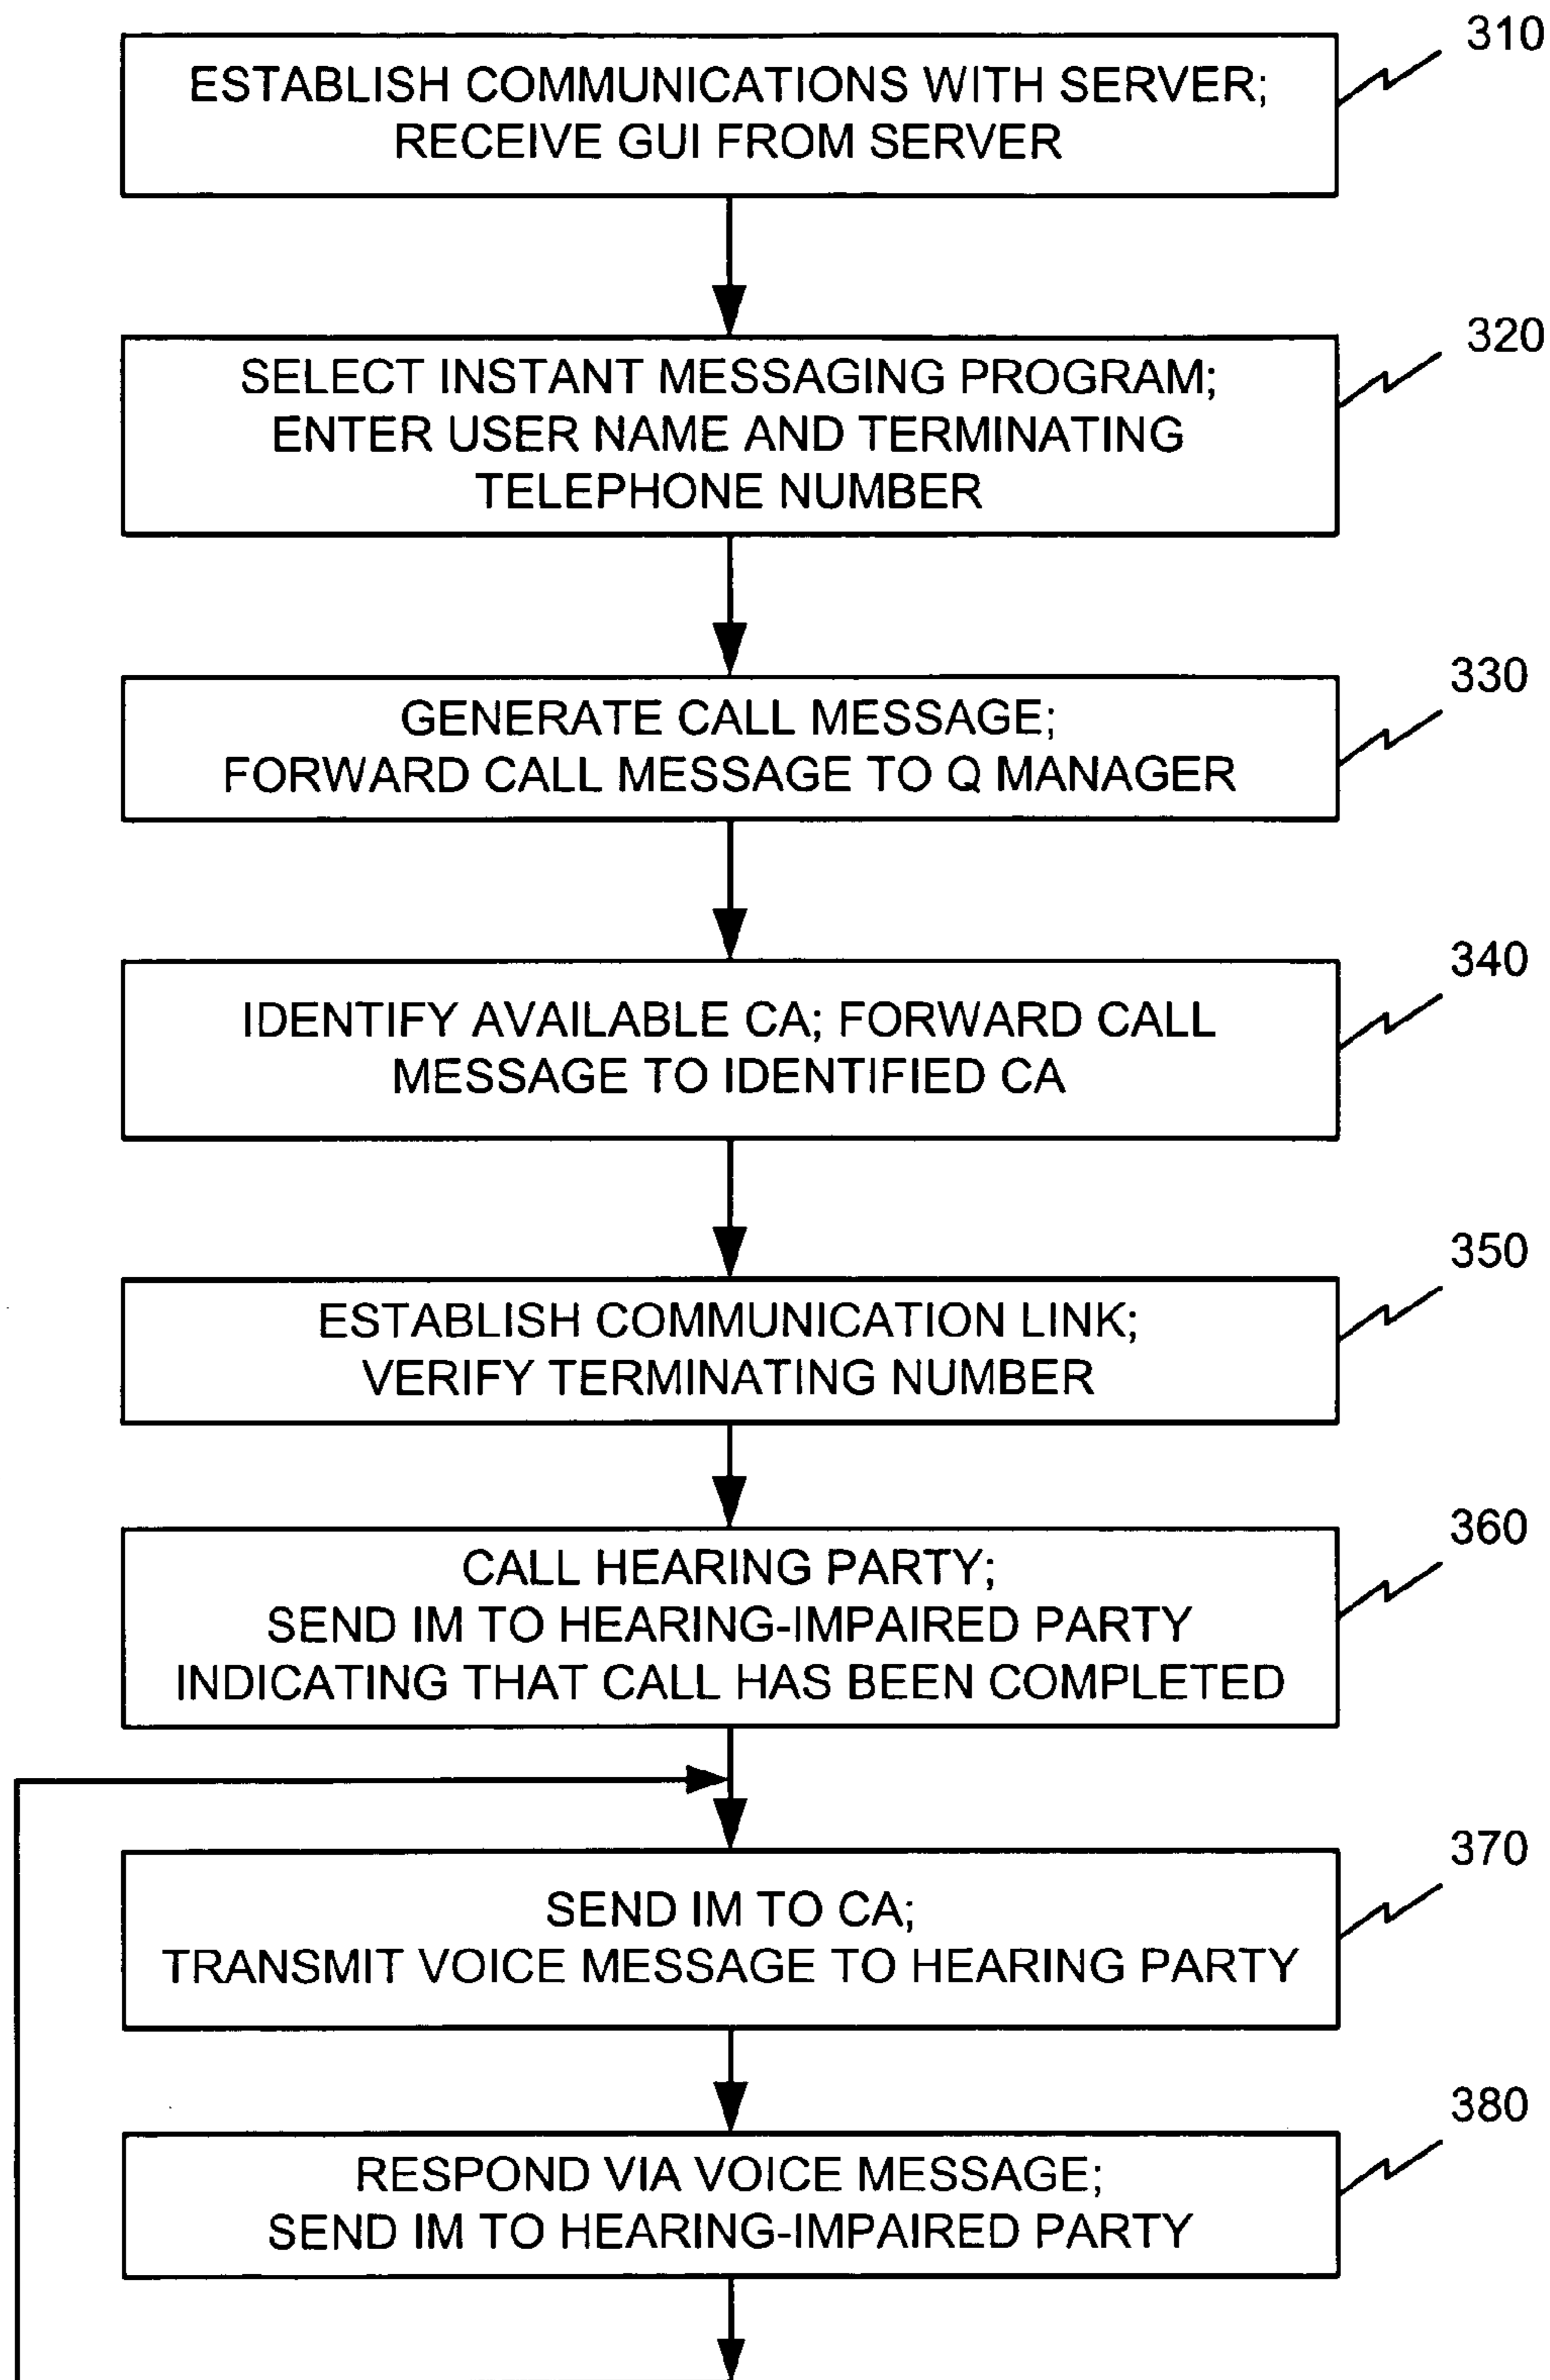 310
ESTABLISH COMMUNICATIONS WITH SERVER;
RECEIVE GUI FROM SERVER
320
SELECT INSTANT MESSAGING PROGRAM;
ENTER USER NAME AND TERMINATING
TELEPHONE NUMBER
330
GENERATE CALL MESSAGE;
FORWARD CALL MESSAGE TO Q MANAGER
340
IDENTIFY AVAILABLE CA; FORWARD CALL
MESSAGE TO IDENTIFIED CA
350
ESTABLISH COMMUNICATION LINK;
VERIFY TERMINATING NUMBER
360
CALL HEARING PARTY;
SEND IM TO HEARING-IMPAIRED PARTY
INDICATING THAT CALL HAS BEEN COMPLETED
370
SEND IM TO CA;
TRANSMIT VOICE MESSAGE TO HEARING PARTY
380
RESPOND VIA VOICE MESSAGE;
SEND IM TO HEARING-IMPAIRED PARTY